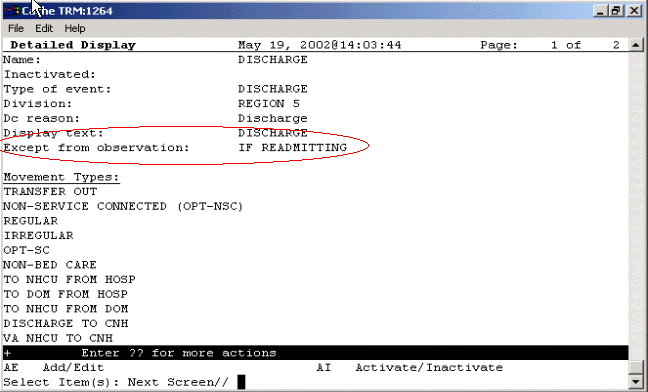 Cache TRM:1264
File Edit Help
Detailed Display May 19, 2002@14:03:44 Page: 1 of 2
Name: DISCHARGE
Inactivated:
Type of event: DISCHARGE
Division: REGION 5
Dc reason: Discharge
Display text: DISCHARGE
Except from observation: IF READMITTING
Movement Types:
TRANSFER OUT
NON-SERVICE CONNECTED (OPT-NSC)
REGULAR
IRREGULAR
OPT-SC
NON-BED CARE
TO NHCU FROM HOSP
TO DOM FROM HOSP
TO NHCU FROM DOM
DISCHARGE TO CNH
VA NHCU TO CNH
+ Enter ?? for more actions
AE Add/Edit AI Activate/Inactivate
Select Item(s): Next Screen//